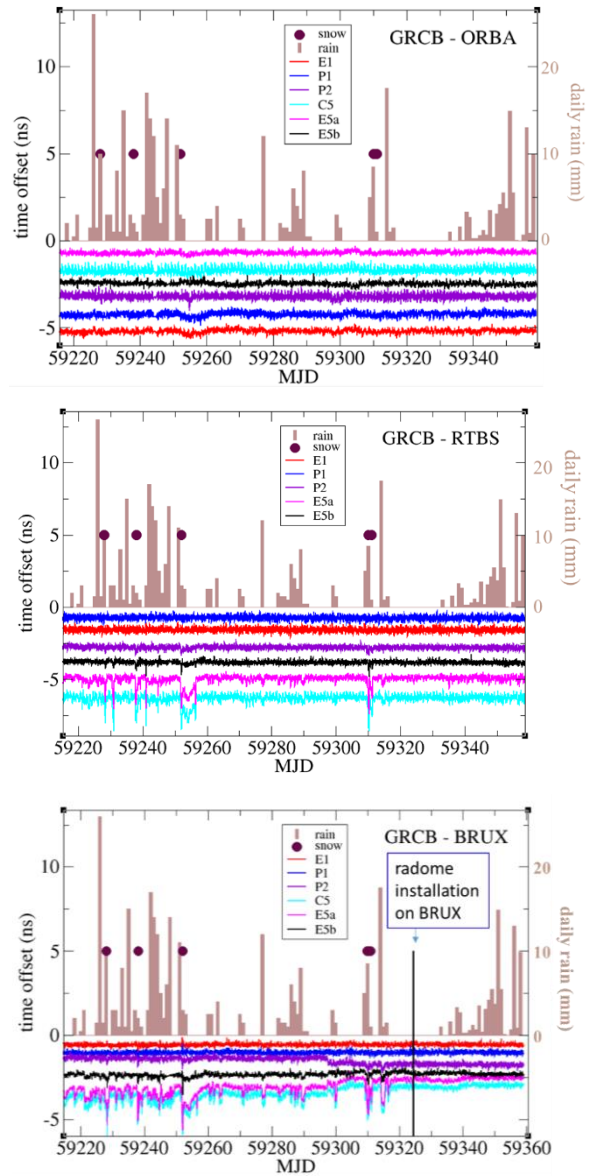 GRCB - ORBA
snow
rain
E1
P1
P2
C5
E5a
E5b
time offset (ns)
daily rain (mm)
10
5
0
-5
20
10
0
59220 59240 59260 59280 59300 59320 59340
MJD
GRCB - RTBS
rain
snow
E1
P1
P2
E5a
E5b
time offset (ns)
daily rain (mm)
10
5
0
-5
20
10
0
59220 59240 59260 59280 59300 59320 59340
MJD
GRCB - BRUX
rain
snow
E1
P1
P2
C5
E5a
E5b
radome
installation
on BRUX
time offset (ns)
daily rain (mm)
10
5
0
-5
20
10
0
59220 59240 59260 59280 59300 59320 59340 59360
MJD